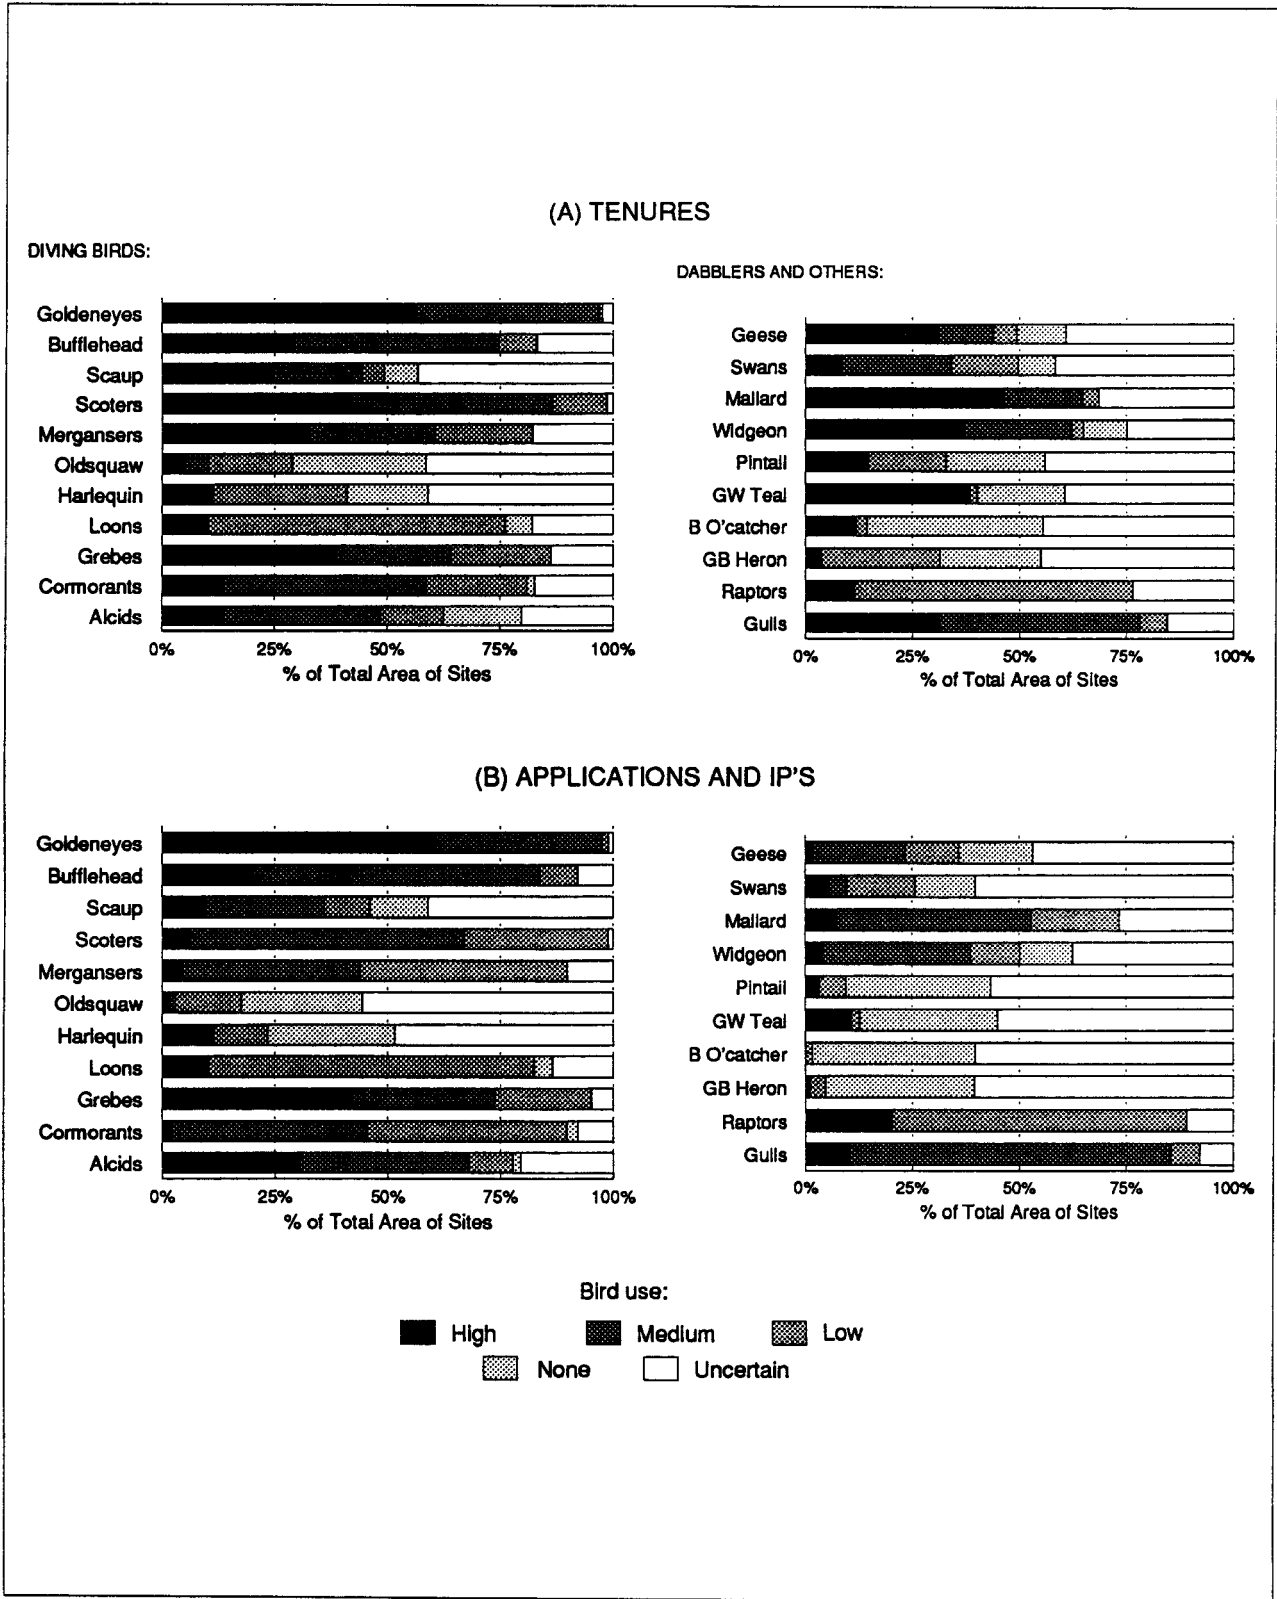 (A) TENURES
DIVING BIRDS:
Goldeneyes
Bufflehead
Scaup
Scoters
Mergansers
Oldsquaw
Harlequin
Loons
Grebes
Cormorants
Alcids
0% 25% 50% 75% 100%
% of Total Area of Sites
DABBLERS AND OTHERS:
Geese
Swans
Mallard
Widgeon
Pintail
GW Teal
B O'catcher
GB Heron
Raptors
Gulls
0% 25% 50% 75% 100%
% of Total Area of Sites
(B) APPLICATIONS AND IP'S
Goldeneyes
Bufflehead
Scaup
Scoters
Mergansers
Oldsquaw
Harlequin
Loons
Grebes
Cormorants
Alcids
0% 25% 50% 75% 100%
% of Total Area of Sites
Geese
Swans
Mallard
Widgeon
Pintail
GW Teal
B O'catcher
GB Heron
Raptors
Gulls
0% 25% 50% 75% 100%
% of Total Area of Sites
Bird use:
High Medium Low
None Uncertain